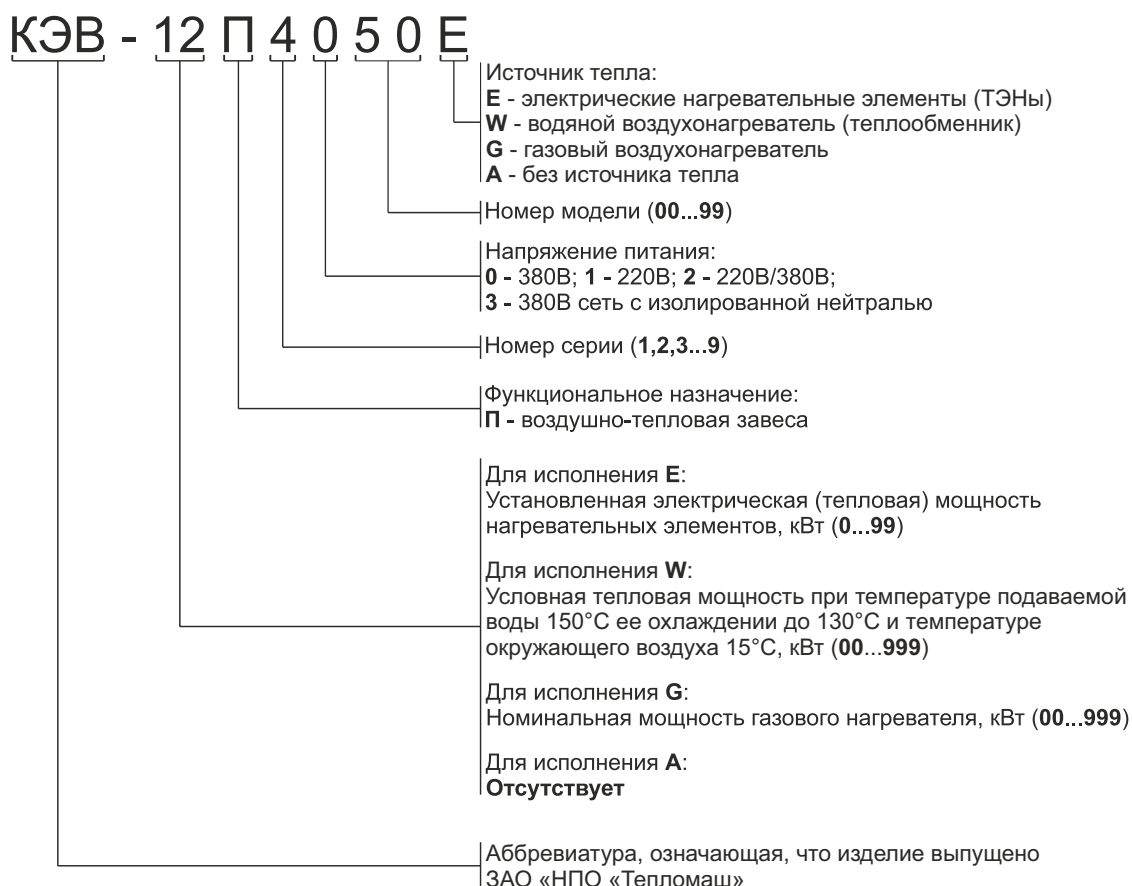 КЭВ - 12 П 4 0 5 0 Е
Источник тепла:
Е - электрические нагревательные элементы (ТЭНы)
W - водяной воздухонагреватель (теплообменник)
G - газовый воздухонагреватель
А - без источника тепла
Номер модели (00...99)
Напряжение питания:
0 - 380В; 1 - 220В; 2 - 220В/380В;
3 - 380В сеть с изолированной нейтралью
Номер серии (1,2,3...9)
Функциональное назначение:
П - воздушно-тепловая завеса
Для исполнения Е:
Установленная электрическая (тепловая) мощность
нагревательных элементов, кВт (0...99)
Для исполнения W:
Условная тепловая мощность при температуре подаваемой
воды 150°С ее охлаждении до 130°С и температуре
окружающего воздуха 15°С, кВт (00...999)
Для исполнения G:
Номинальная мощность газового нагревателя, кВт (00...999)
Для исполнения А:
Отсутствует
Аббревиатура, означающая, что изделие выпущено
ЗАО «НПО «Тепломаш»